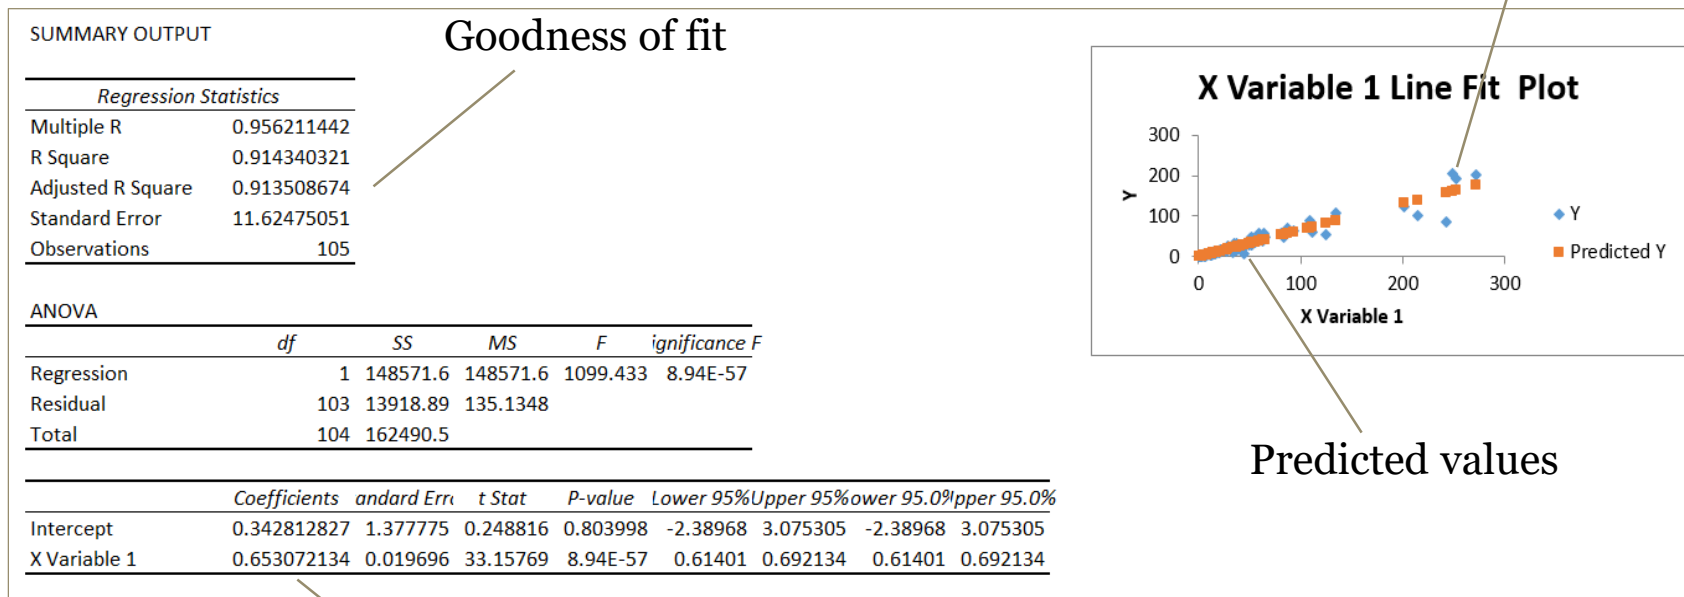 SUMMARY OUTPUT
Goodness of fit
Regression Statistics
Multiple R 0.956211442
R Square 0.914340321
Adjusted R Square 0.913508674
Standard Error 11.62475051
Observations 105
ANOVA
df SS MS F ignificance F
Regression 1 148571.6 148571.6 1099.433 8.94E-57
Residual 103 13918.89 135.1348
Total 104 162490.5
Coefficients andard Erro t Stat P-value Lower 95% Upper 95% ower 95.0% pper 95.0%
Intercept 0.342812827 1.377775 0.248816 0.803998 -2.38968 3.075305 -2.38968 3.075305
X Variable 1 0.653072134 0.019696 33.15769 8.94E-57 0.61401 0.692134 0.61401 0.692134
X Variable 1 Line Fit Plot
300
200
100
0
Y
0 100 200 300
X Variable 1
Y
Predicted Y
Predicted values